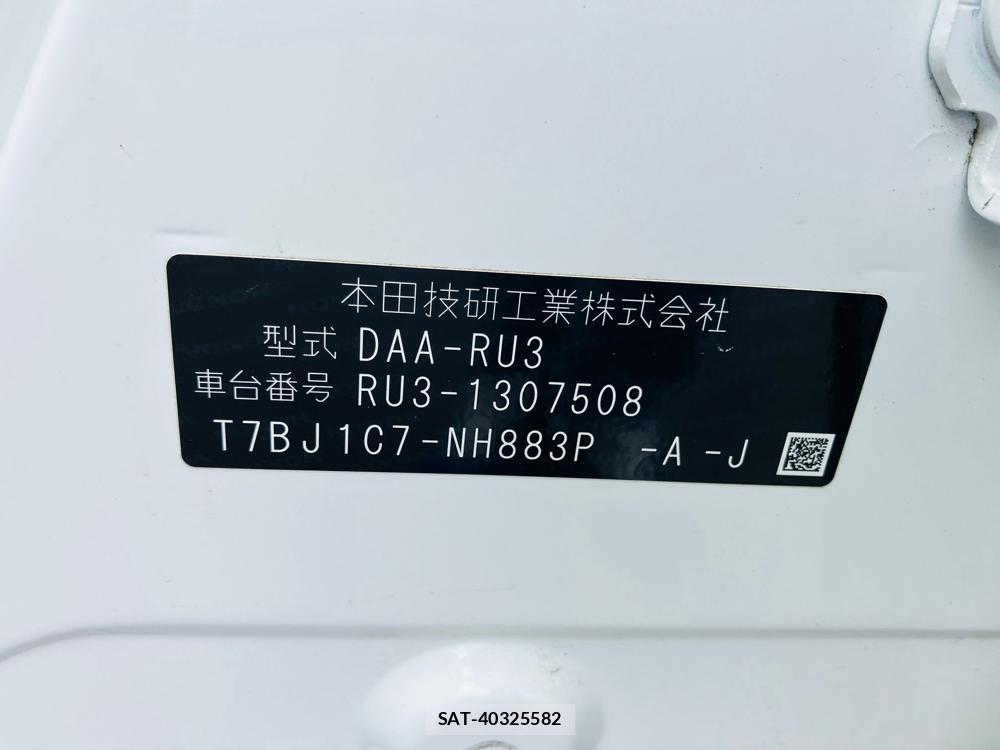 本田技研工業株式会社
型式 DAA-RU3
車台番号 RU3-1307508
T7BJ1C7-NH883P -A -J
SAT-40325582